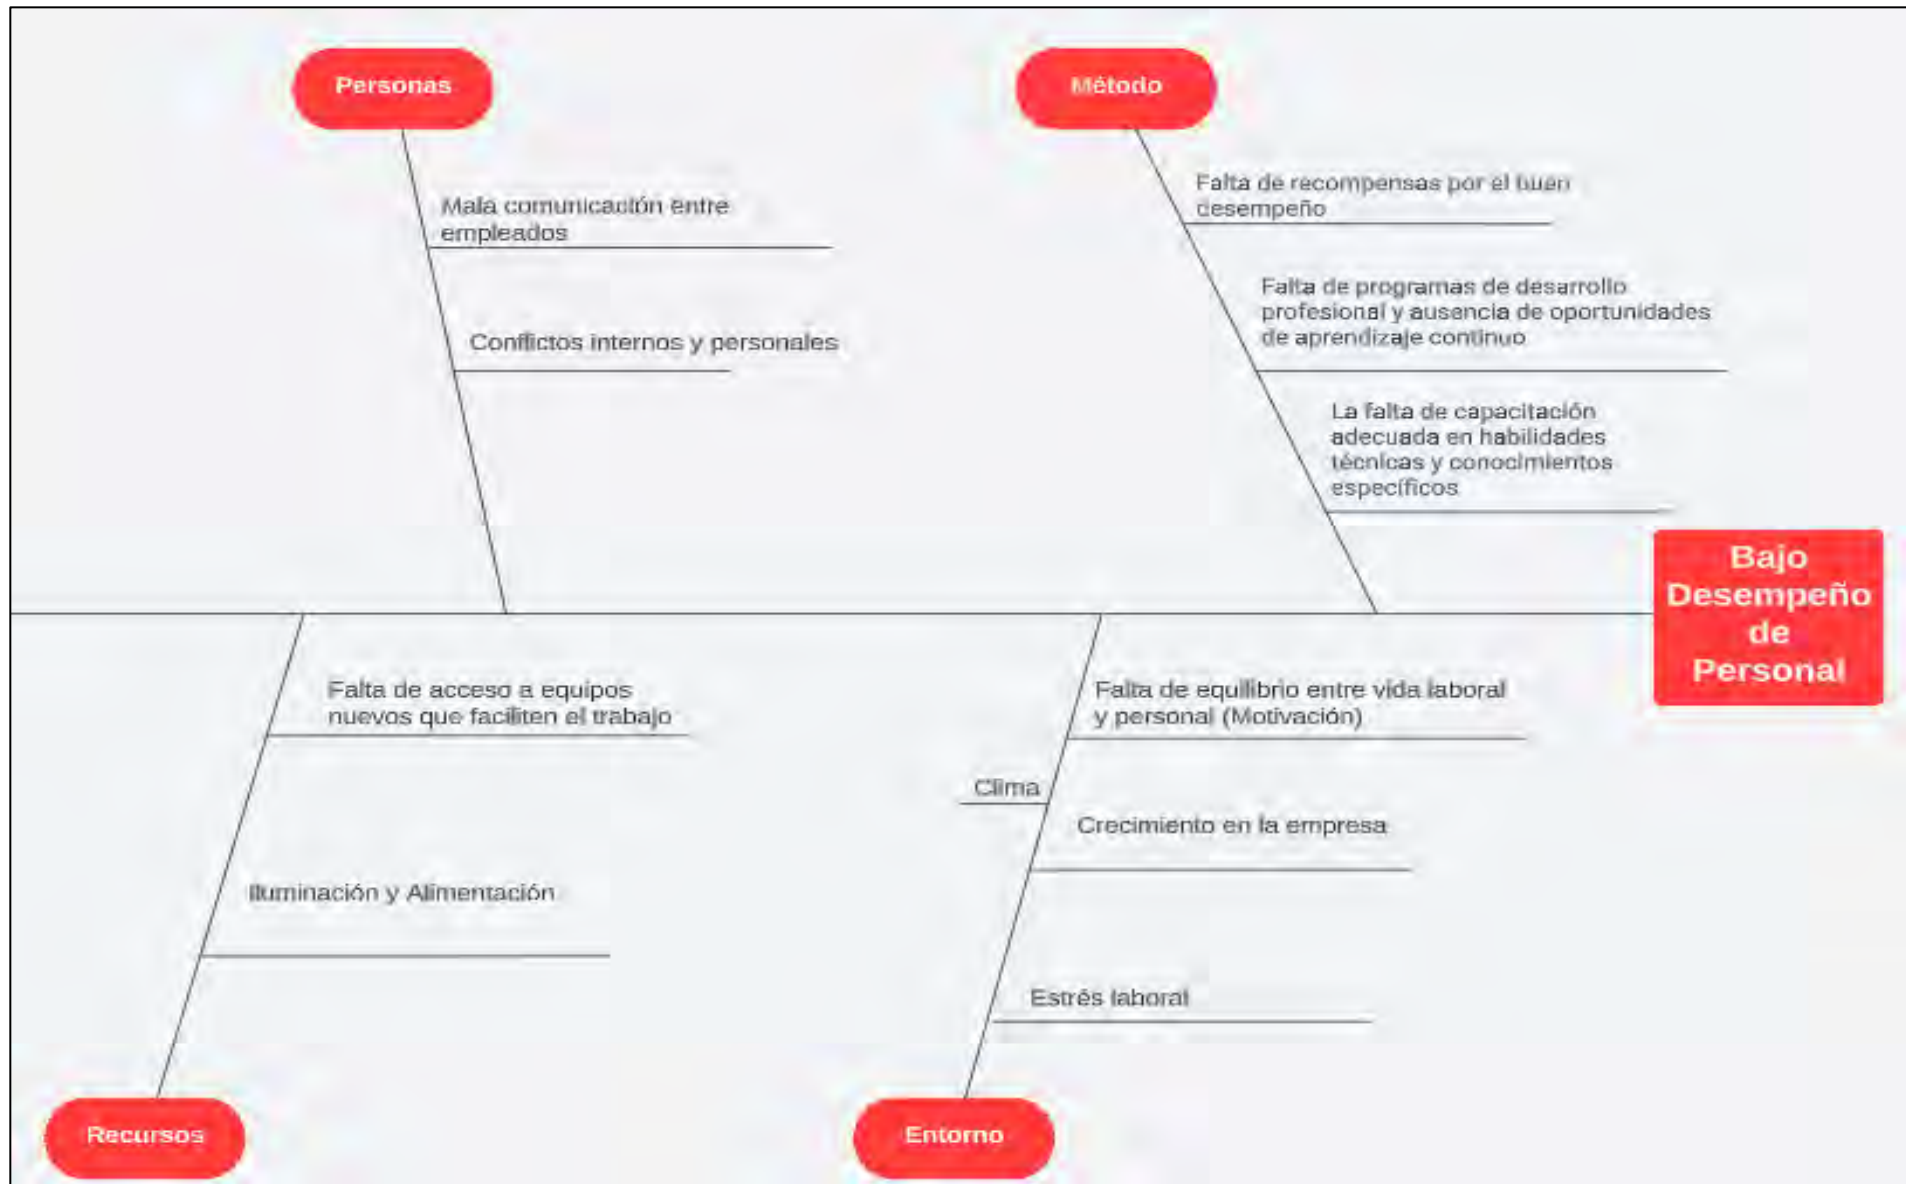 Personas
Método
Mala comunicación entre
empleados
Conflictos internos y personales
Falta de recompensas por el buen
desempeño
Falta de programas de desarrollo
profesional y ausencia de oportunidades
de aprendizaje continuo
La falta de capacitación
adecuada en habilidades
técnicas y conocimientos
específicos
Bajo
Desempeño
de
Personal
Falta de acceso a equipos
nuevos que faciliten el trabajo
Iluminación y Alimentación
Falta de equilibrio entre vida laboral
y personal (Motivación)
Clima
Crecimiento en la empresa
Estrés laboral
Recursos
Entorno